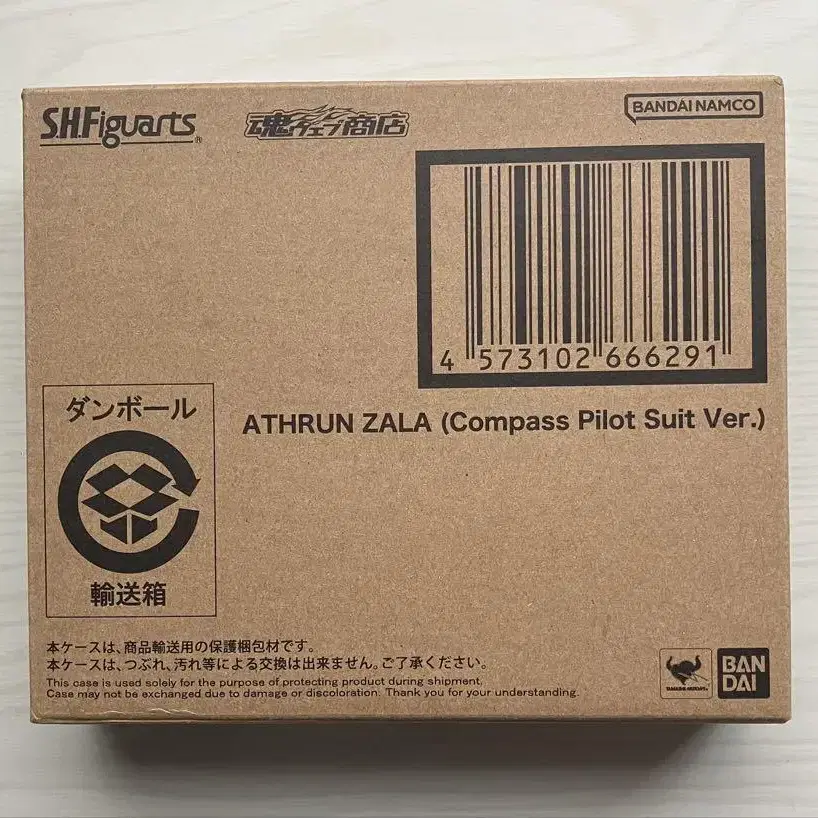 S.H.Figuarts®
魂ウェブ商店
BANDAI NAMCO
4 573102 666291
ATHRUN ZALA (Compass Pilot Suit Ver.)
ダンボール
輸送箱
本ケースは、商品輸送用の保護梱包材です。
本ケースは、つぶれ、汚れ等による交換は出来ません。ご了承ください。
This case is used solely for the purpose of protecting product during shipment.
Case may not be exchanged due to damage or discoloration. Thank you for your understanding.
TAMASHII NATIONS
BAN
DAI